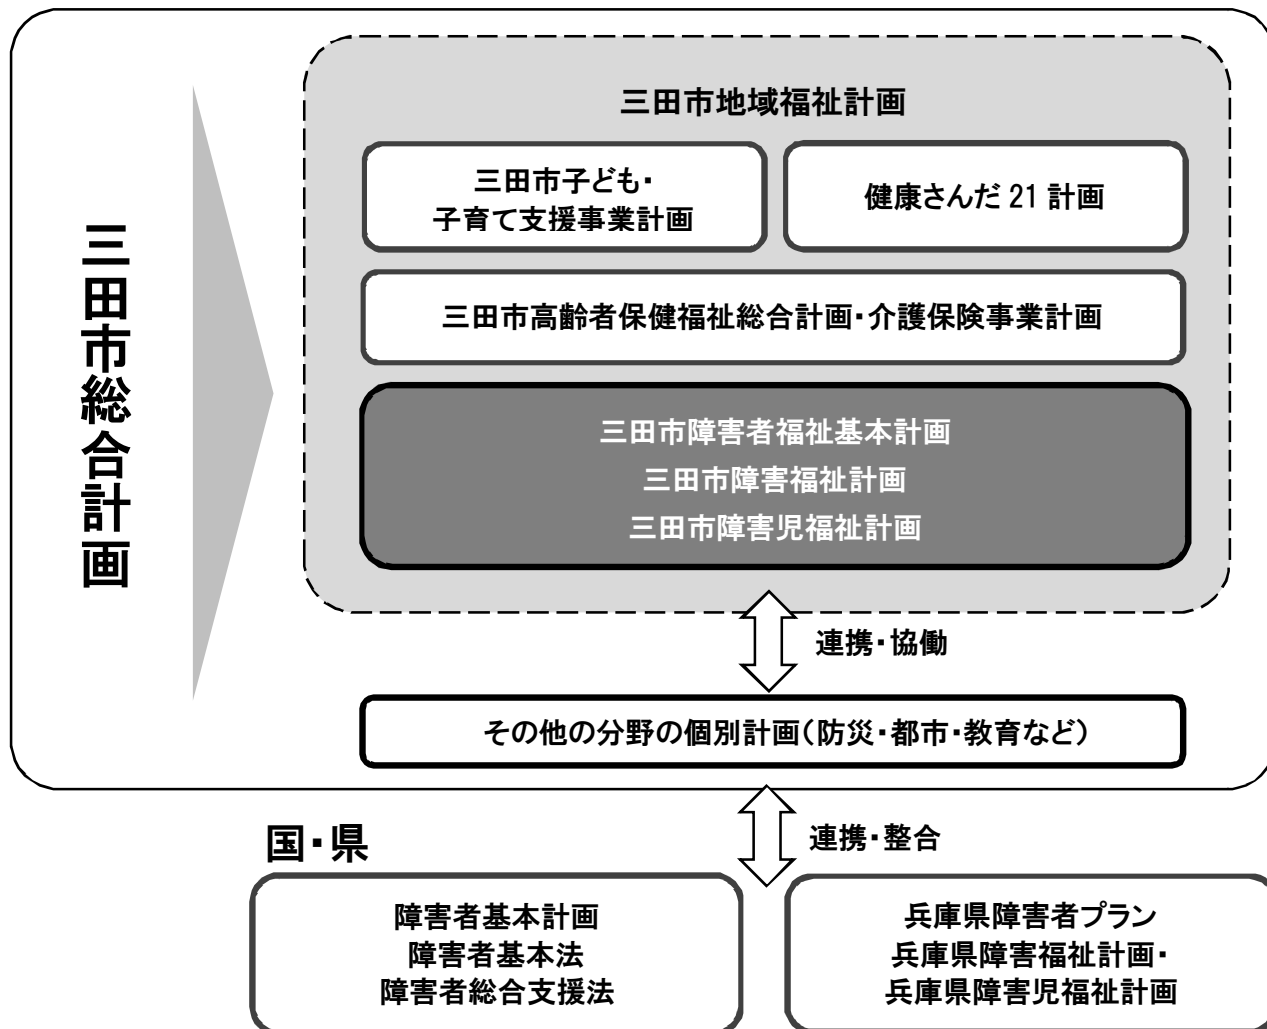 三田市総合計画
三田市地域福祉計画
三田市子ども・
子育て支援事業計画
健康さんだ 21 計画
三田市高齢者保健福祉総合計画・介護保険事業計画
三田市障害者福祉基本計画
三田市障害福祉計画
三田市障害児福祉計画
連携・協働
その他の分野の個別計画（防災・都市・教育など）
連携・整合
国・県
障害者基本計画
障害者基本法
障害者総合支援法
兵庫県障害者プラン
兵庫県障害福祉計画・
兵庫県障害児福祉計画